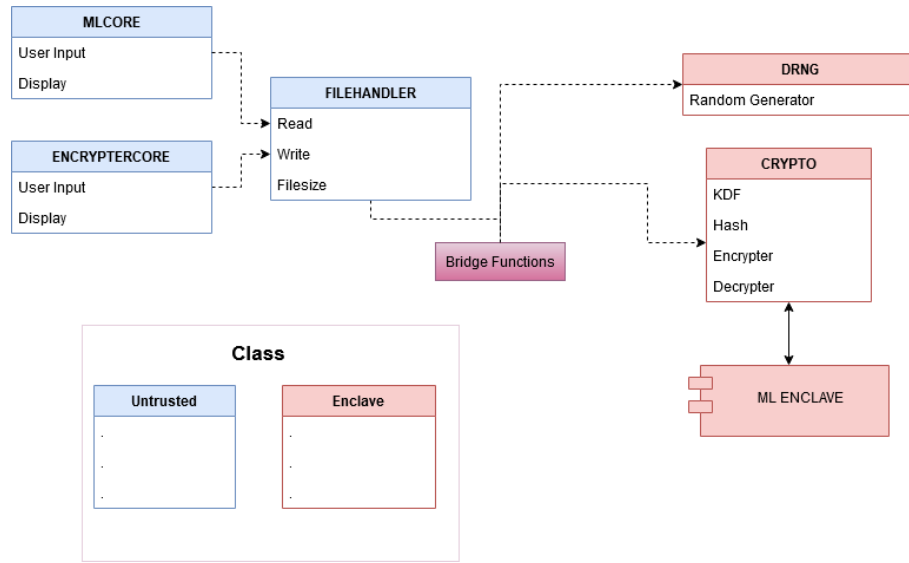 MLCORE
User Input
Display
ENCRYPTERCORE
User Input
Display
FILEHANDLER
Read
Write
Filesize
Bridge Functions
DRNG
Random Generator
CRYPTO
KDF
Hash
Encrypter
Decrypter
ML ENCLAVE
Class
Untrusted
.
.
.
Enclave
.
.
.